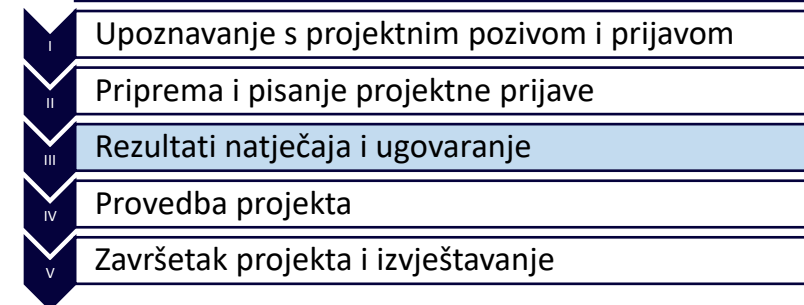 I
Upoznavanje s projektnim pozivom i prijavom
II
Priprema i pisanje projektne prijave
III
Rezultati natječaja i ugovaranje
IV
Provedba projekta
V
Završetak projekta i izvještavanje